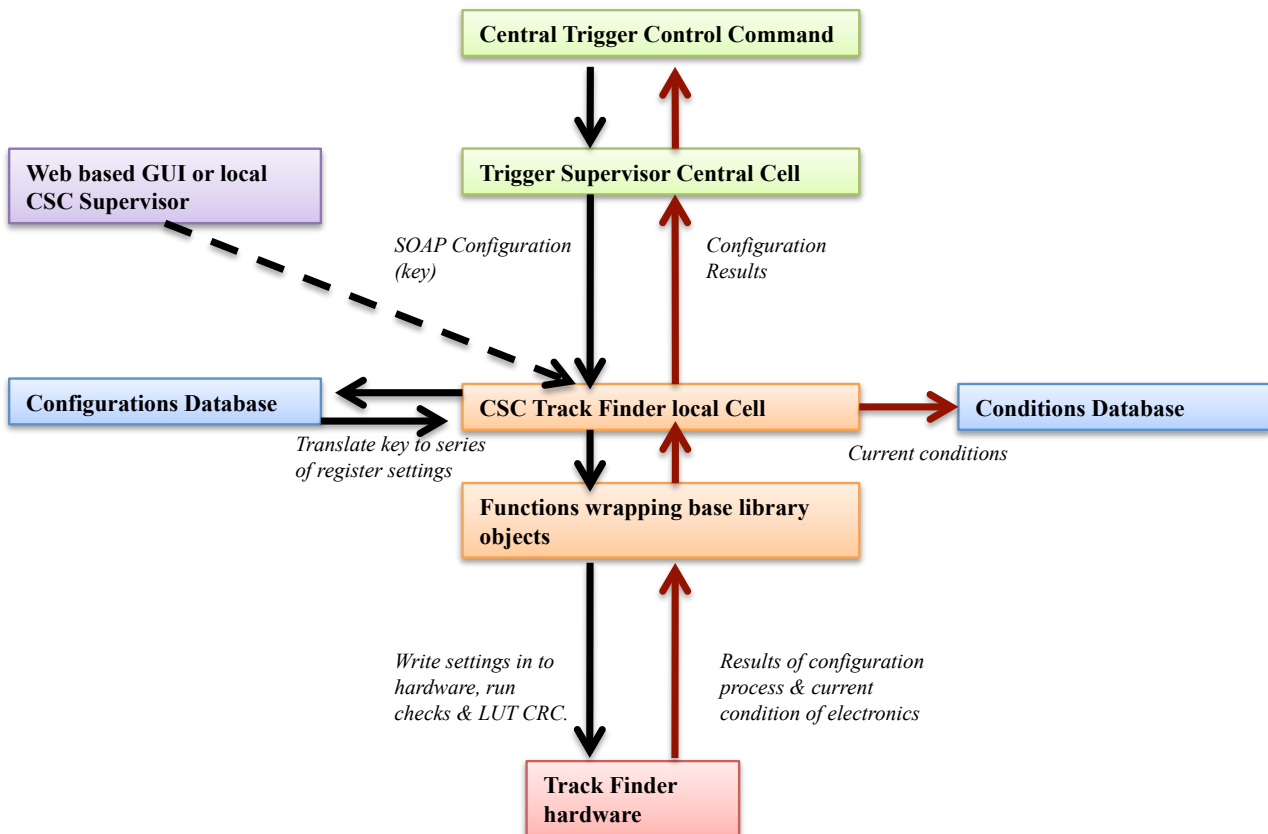 Central Trigger Control Command
Web based GUI or local
CSC Supervisor
Trigger Supervisor Central Cell
SOAP Configuration
(key)
Configuration
Results
Configurations Database
CSC Track Finder local Cell
Conditions Database
Translate key to series
of register settings
Current conditions
Functions wrapping base library
objects
Write settings in to
hardware, run
checks & LUT CRC.
Results of configuration
process & current
condition of electronics
Track Finder
hardware